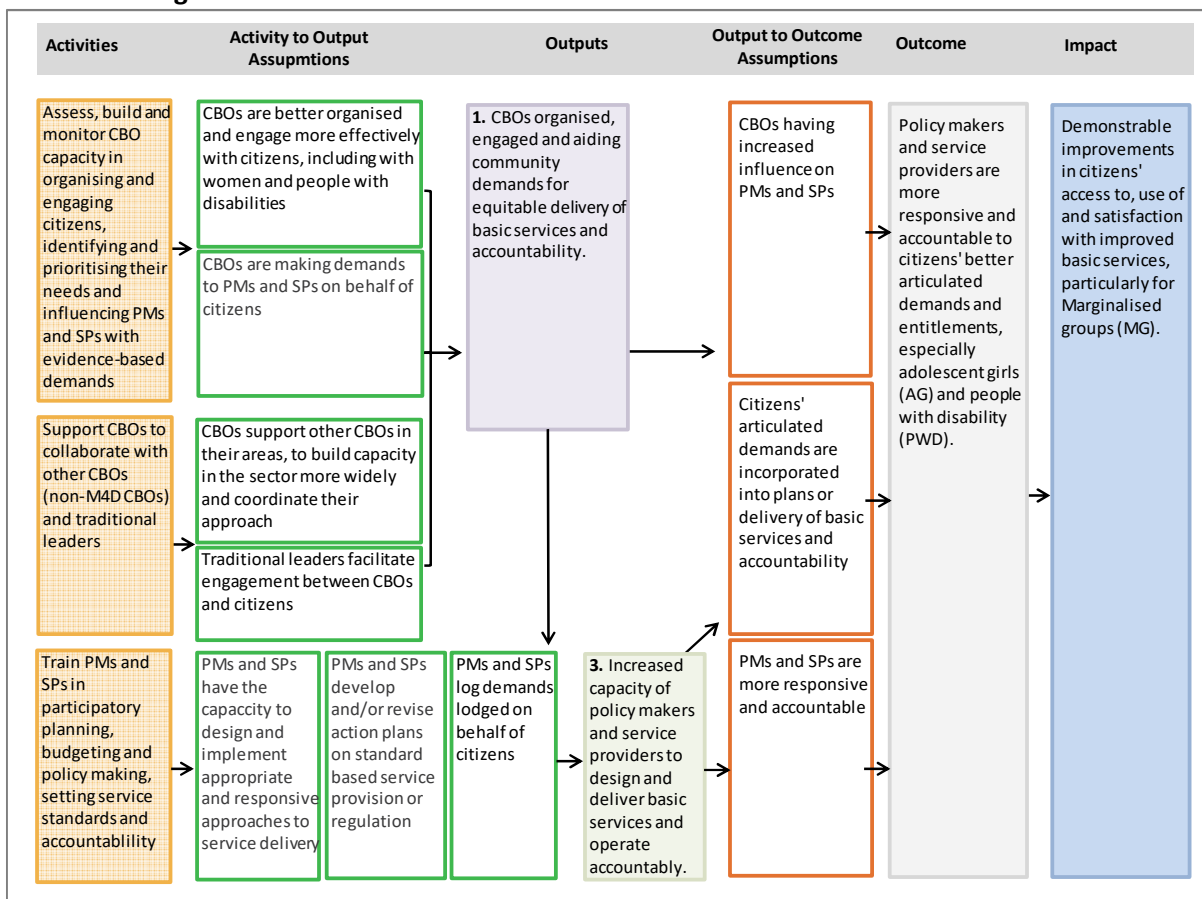 Activities
Activity to Output
Assupmtions
Outputs
Output to Outcome
Assumptions
Outcome
Impact
Assess, build and
monitor CBO
capacity in
organising and
engaging
citizens,
identifying and
prioritising their
needs and
influencing PMs
and SPs with
evidence-based
demands
CBOs are better organised
and engage more effectively
with citizens, including with
women and people with
disabilities
CBOs are making demands
to PMs and SPs on behalf of
citizens
1. CBOs organised,
engaged and aiding
community
demands for
equitable delivery of
basic services and
accountability.
CBOs having
increased
influence on
PMs and SPs
Policy makers
and service
providers are
more
responsive and
accountable to
citizens' better
articulated
demands and
entitlements,
especially
adolescent girls
(AG) and people
with disability
(PWD).
Demonstrable
improvements
in citizens'
access to, use of
and satisfaction
with improved
basic services,
particularly for
Marginalised
groups (MG).
Support CBOs to
collaborate with
other CBOs
(non-M4D CBOs)
and traditional
leaders
CBOs support other CBOs in
their areas, to build capacity
in the sector more widely
and coordinate their
approach
Traditional leaders facilitate
engagement between CBOs
and citizens
Citizens'
articulated
demands are
incorporated
into plans or
delivery of basic
services and
accountability
Train PMs and
SPs in
participatory
planning,
budgeting and
policy making,
setting service
standards and
accountablility
PMs and SPs
have the
capaccity to
design and
implement
appropriate
and responsive
approaches to
service delivery
PMs and SPs
develop
and/or revise
action plans
on standard
based service
provision or
regulation
PMs and SPs
log demands
lodged on
behalf of
citizens
3. Increased
capacity of
policy makers
and service
providers to
design and
deliver basic
services and
operate
accountably.
PMs and SPs are
more responsive
and accountable